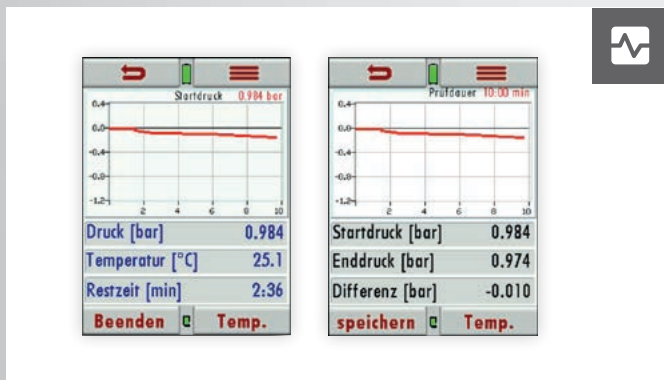 Startdruck 0.984 bar
0.4
0.0
-0.4
-0.8
-1.2
2 4 6 8 10
Druck [bar] 0.984
Temperatur [°C] 25.1
Restzeit [min] 2:36
Beenden Temp.
Prüfdauer 10:00 min
0.4
0.0
-0.4
-0.8
-1.2
2 4 6 8 10
Startdruck [bar] 0.984
Enddruck [bar] 0.974
Differenz [bar] -0.010
speichern Temp.